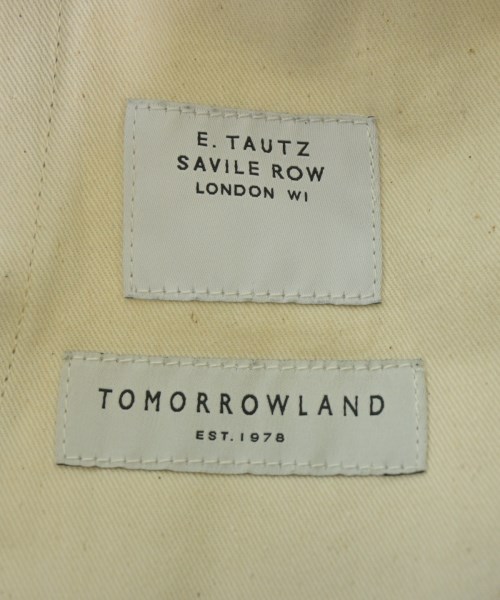 E. TAUTZ
SAVILE ROW
LONDON W1
TOMORROWLAND
EST. 1978